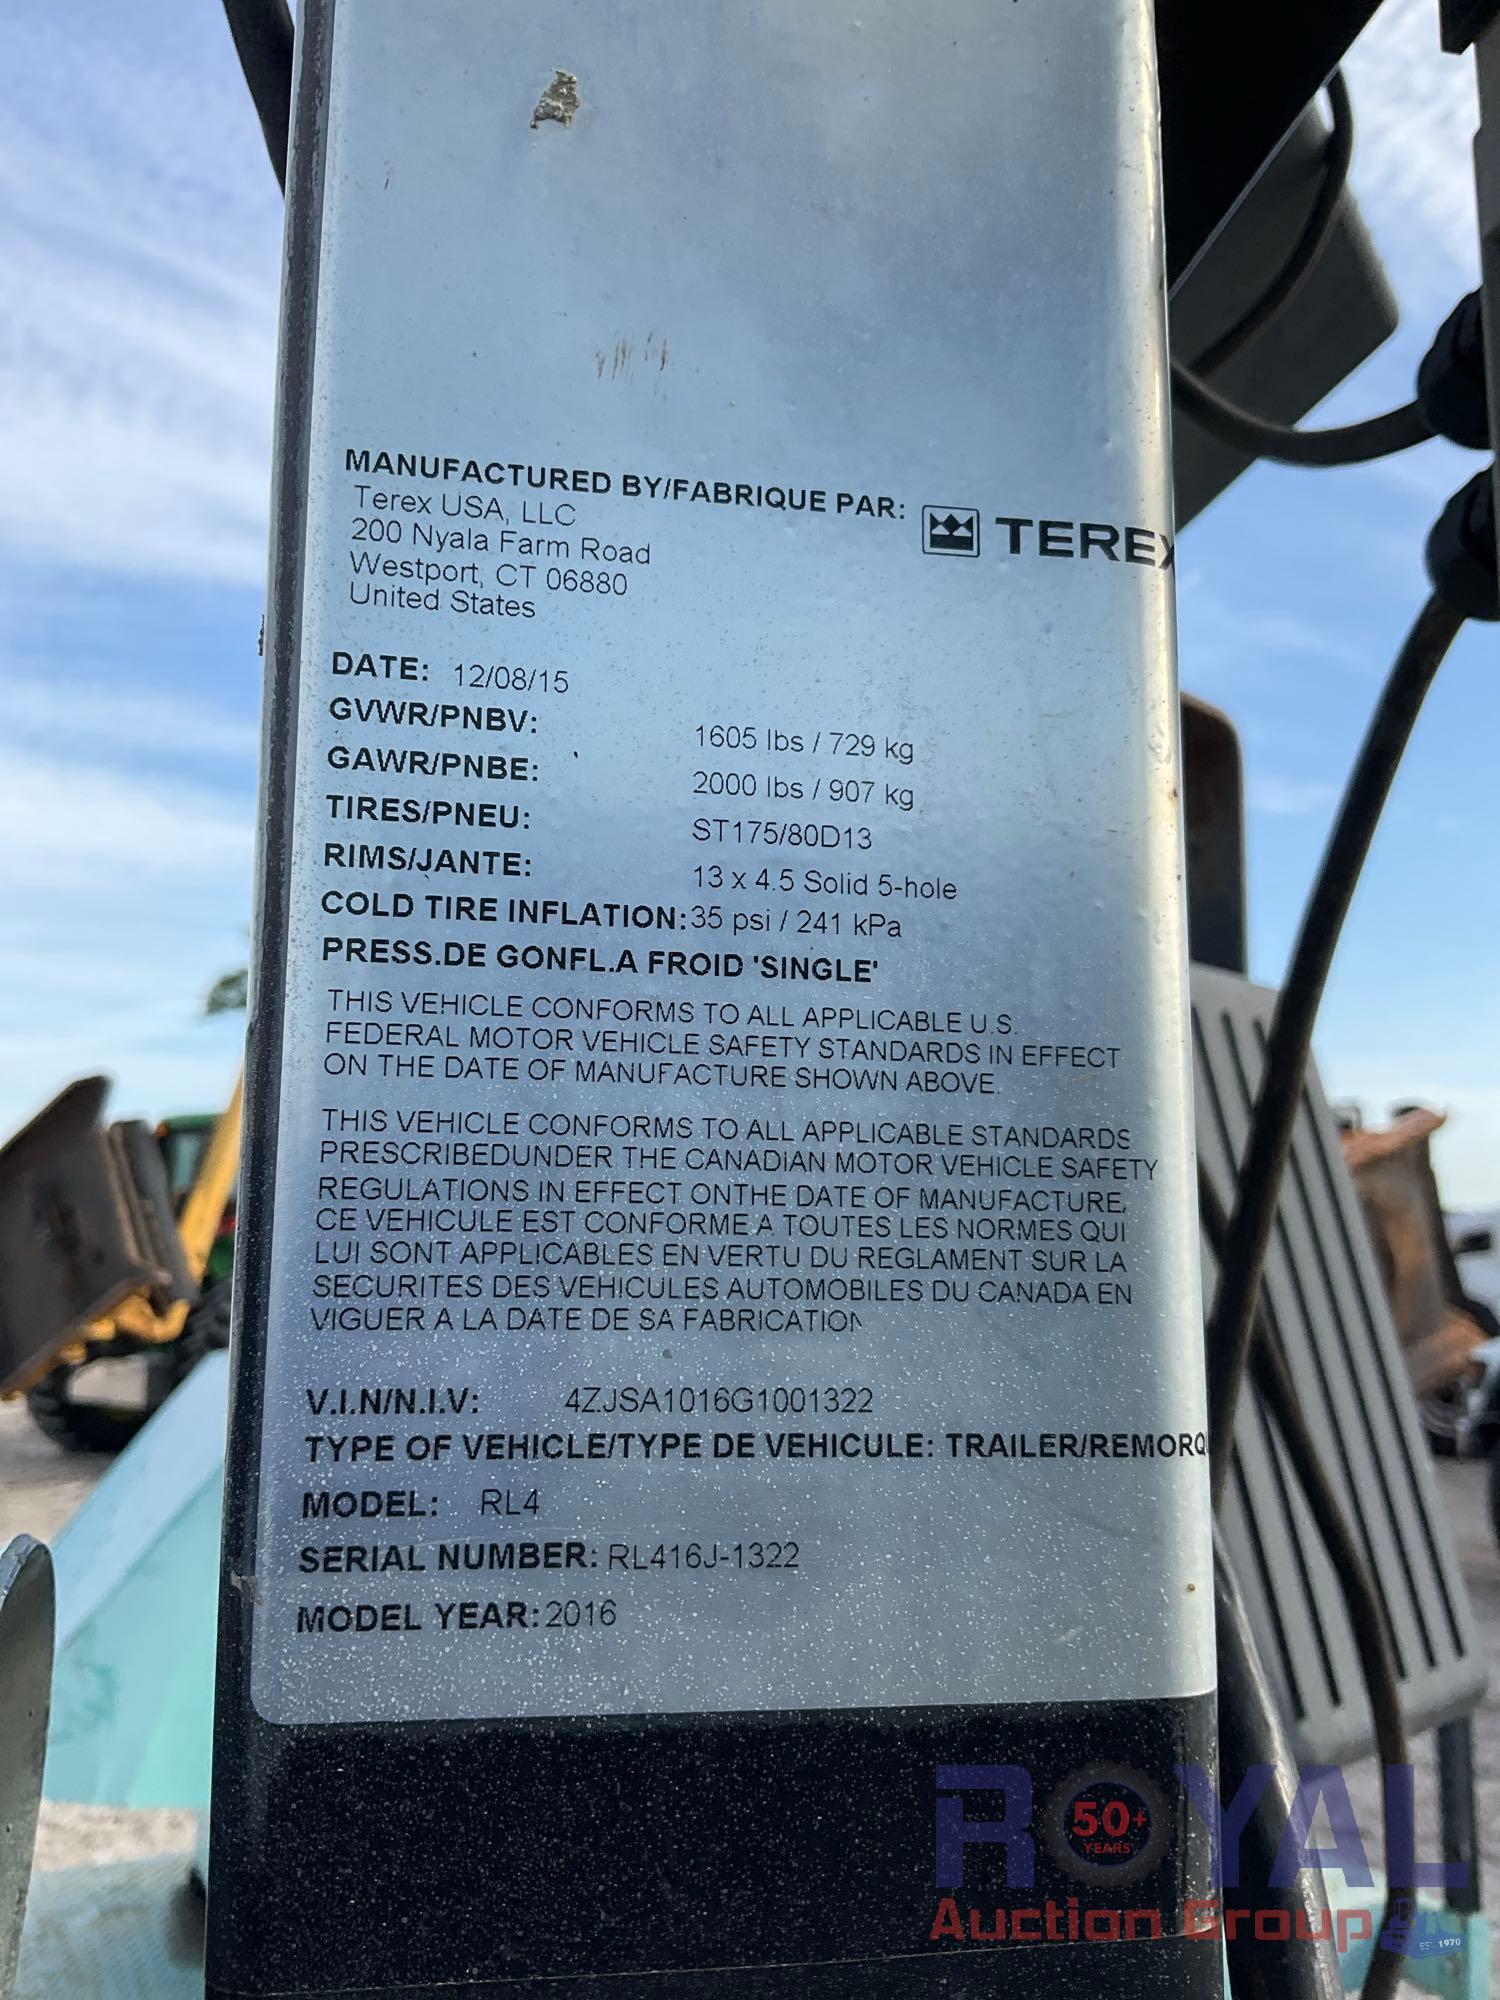 MANUFACTURED BY/FABRIQUE PAR:
Terex USA, LLC
200 Nyala Farm Road
Westport, CT 06880
United States
TEREX
DATE: 12/08/15
GVWR/PNBV: 1605 lbs / 729 kg
GAWR/PNBE: 2000 lbs / 907 kg
TIRES/PNEU: ST175/80D13
RIMS/JANTE: 13 x 4.5 Solid 5-hole
COLD TIRE INFLATION: 35 psi / 241 kPa
PRESS.DE GONFL.A FROID 'SINGLE'
THIS VEHICLE CONFORMS TO ALL APPLICABLE U.S.
FEDERAL MOTOR VEHICLE SAFETY STANDARDS IN EFFECT
ON THE DATE OF MANUFACTURE SHOWN ABOVE.
THIS VEHICLE CONFORMS TO ALL APPLICABLE STANDARDS
PRESCRIBEDUNDER THE CANADIAN MOTOR VEHICLE SAFETY
REGULATIONS IN EFFECT ONTHE DATE OF MANUFACTURE.
CE VEHICULE EST CONFORME A TOUTES LES NORMES QUI
LUI SONT APPLICABLES EN VERTU DU REGLAMENT SUR LA
SECURITES DES VEHICULES AUTOMOBILES DU CANADA EN
VIGUER A LA DATE DE SA FABRICATION
V.I.N/N.I.V: 4ZJSA1016G1001322
TYPE OF VEHICLE/TYPE DE VEHICULE: TRAILER/REMORQ
MODEL: RL4
SERIAL NUMBER: RL416J-1322
MODEL YEAR: 2016
ROYAL
50+
YEARS
Auction Group
EST. 1970